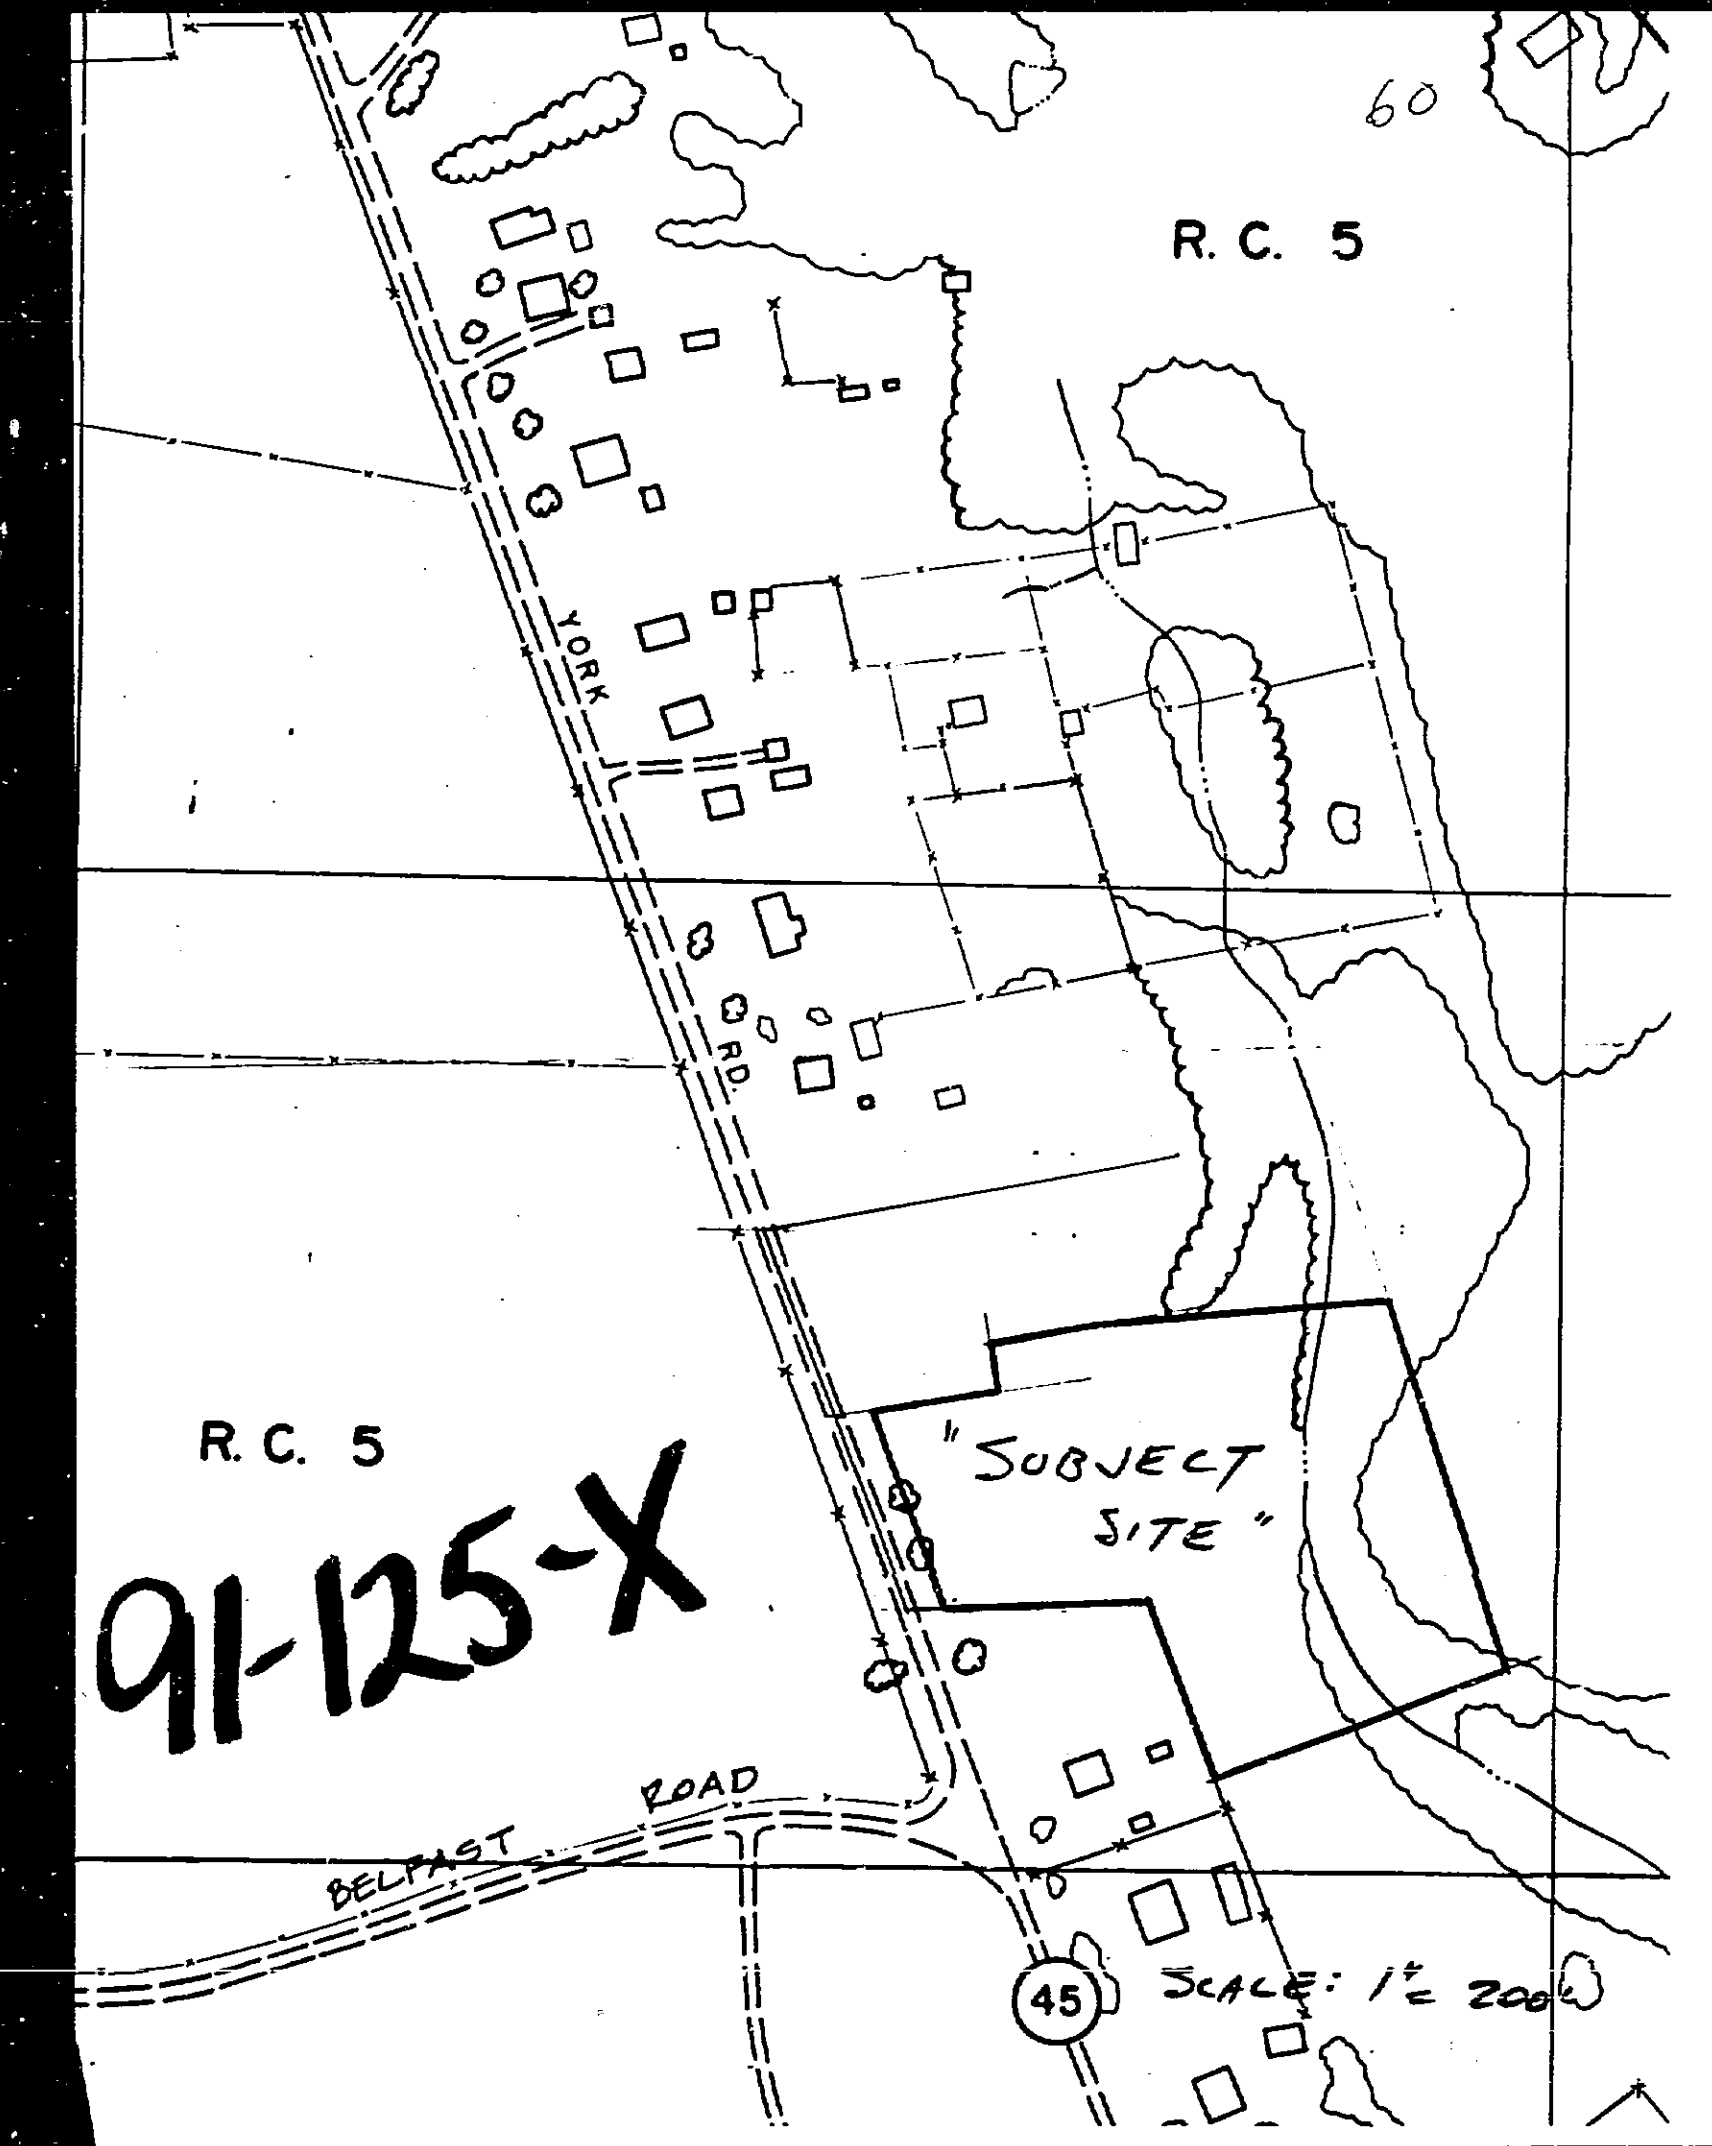 60
R. C. 5
YORK
RD.
R. C. 5
"SUBJECT
SITE"
91-125-X
BELFAST ROAD
45
SCALE: 1" = 200'